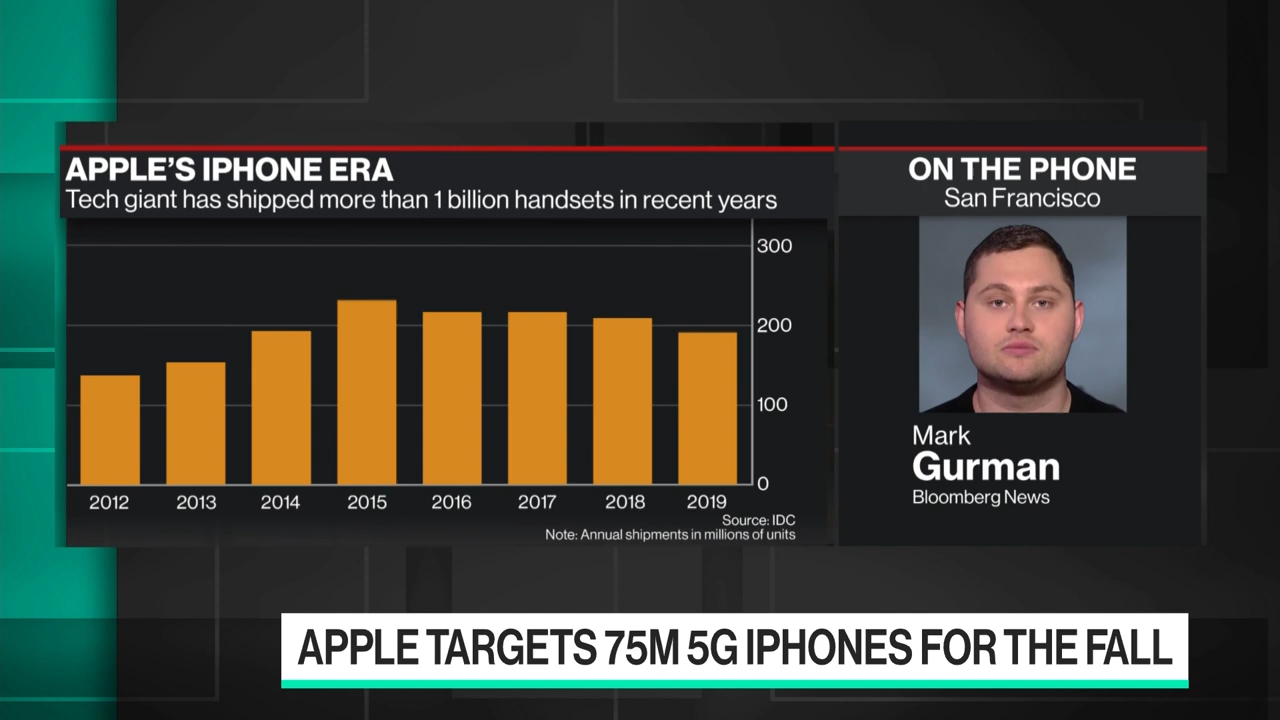 APPLE'S IPHONE ERA
Tech giant has shipped more than 1 billion handsets in recent years
300
200
100
0
2012 2013 2014 2015 2016 2017 2018 2019
Source: IDC
Note: Annual shipments in millions of units
ON THE PHONE
San Francisco
Mark
Gurman
Bloomberg News
APPLE TARGETS 75M 5G IPHONES FOR THE FALL